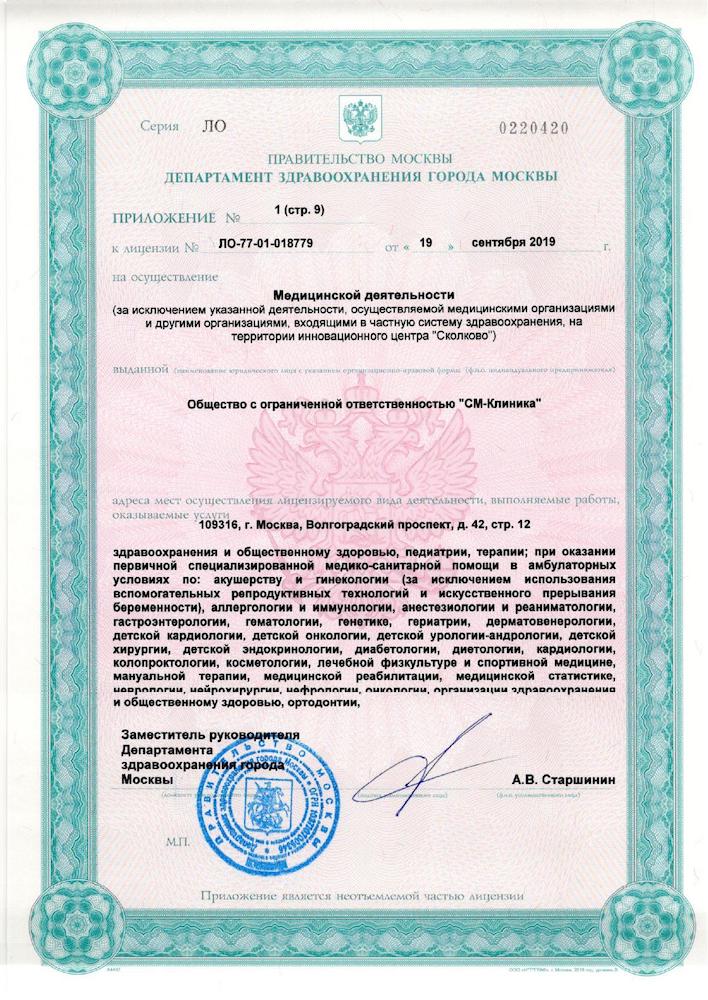 Серия ЛО
0220420
ПРАВИТЕЛЬСТВО МОСКВЫ
ДЕПАРТАМЕНТ ЗДРАВООХРАНЕНИЯ ГОРОДА МОСКВЫ
ПРИЛОЖЕНИЕ № 1 (стр. 9)
к лицензии № ЛО-77-01-018779 от « 19 » сентября 2019 г.
на осуществление
Медицинской деятельности
(за исключением указанной деятельности, осуществляемой медицинскими организациями
и другими организациями, входящими в частную систему здравоохранения, на
территории инновационного центра "Сколково")
выданной (наименование юридического лица с указанием организационно-правовой формы (ф.и.о. индивидуального предпринимателя)
Общество с ограниченной ответственностью "СМ-Клиника"
адреса мест осуществления лицензируемого вида деятельности, выполняемые работы,
оказываемые услуги
109316, г. Москва, Волгоградский проспект, д. 42, стр. 12
здравоохранения и общественному здоровью, педиатрии, терапии; при оказании
первичной специализированной медико-санитарной помощи в амбулаторных
условиях по: акушерству и гинекологии (за исключением использования
вспомогательных репродуктивных технологий и искусственного прерывания
беременности), аллергологии и иммунологии, анестезиологии и реаниматологии,
гастроэнтерологии, гематологии, генетике, гериатрии, дерматовенерологии,
детской кардиологии, детской онкологии, детской урологии-андрологии, детской
хирургии, детской эндокринологии, диабетологии, диетологии, кардиологии,
колопроктологии, косметологии, лечебной физкультуре и спортивной медицине,
мануальной терапии, медицинской реабилитации, медицинской статистике,
неврологии, нейрохирургии, нефрологии, онкологии, организации здравоохранения
и общественному здоровью, ортодонтии,
Заместитель руководителя
Департамента
здравоохранения города
Москвы
А.В. Старшинин
(ф.и.о. уполномоченного лица)
М.П.
ПРАВИТЕЛЬСТВО МОСКВЫ
Приложение является неотъемлемой частью лицензии